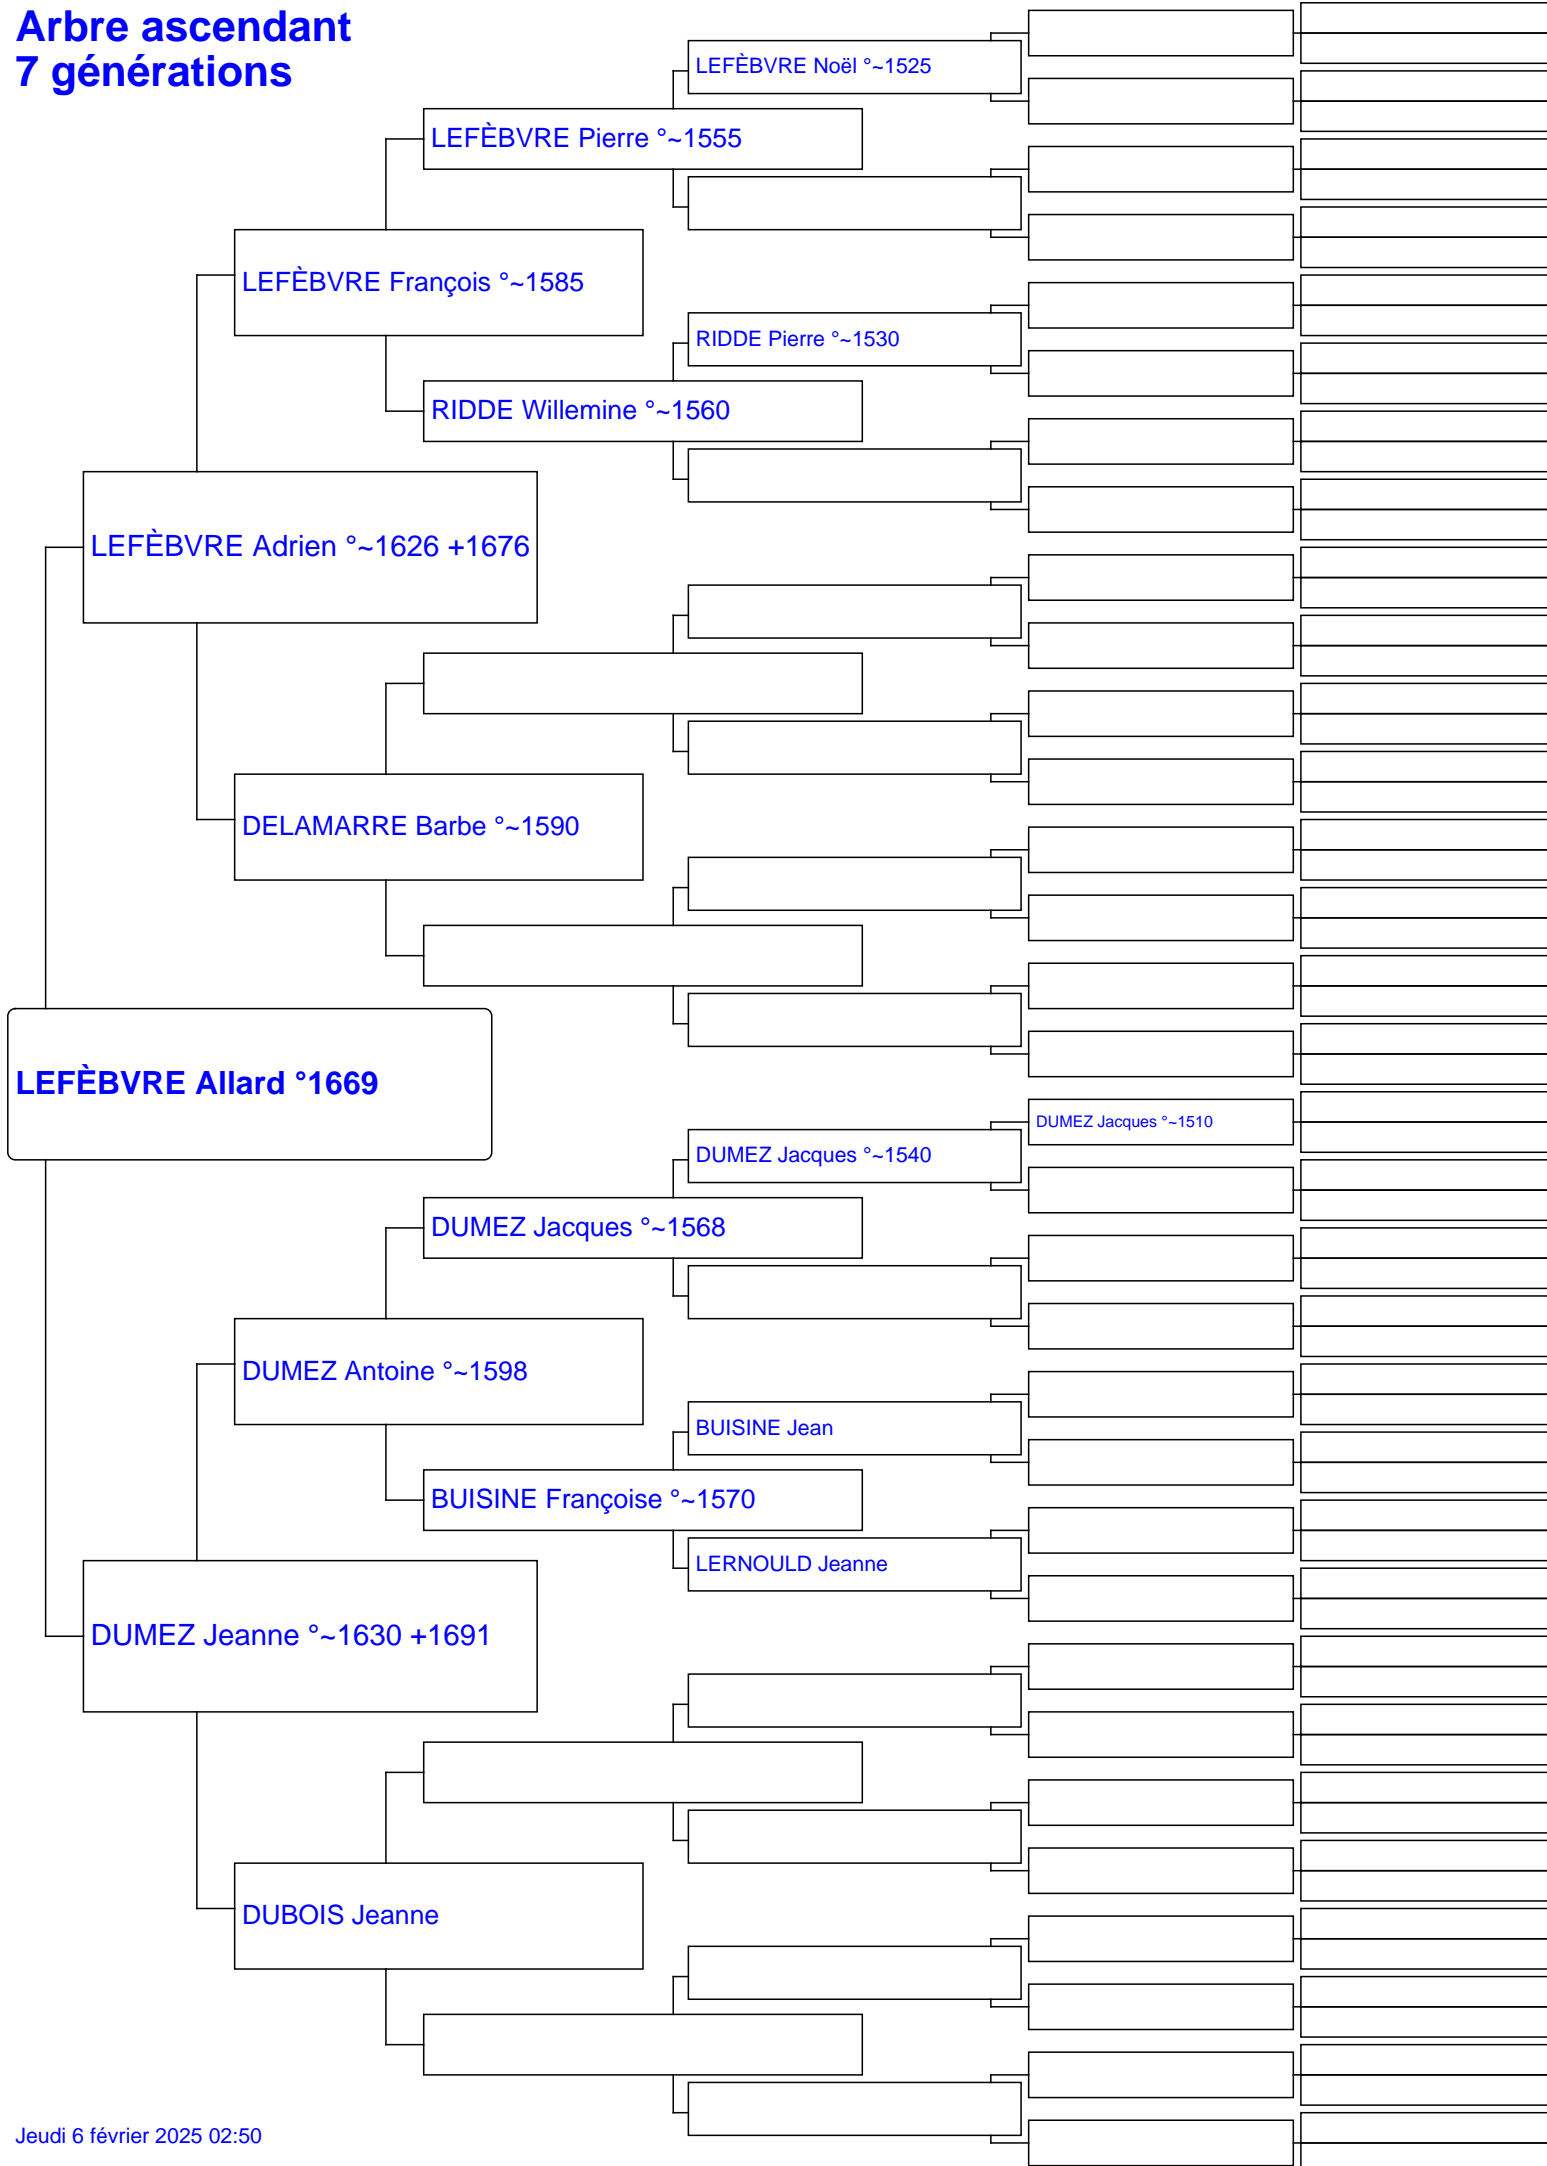 Arbre ascendant
7 générations
LEFÈBVRE Noël °~1525
LEFÈBVRE Pierre °~1555
LEFÈBVRE François °~1585
RIDDE Pierre °~1530
RIDDE Willemine °~1560
LEFÈBVRE Adrien °~1626 +1676
DELAMARRE Barbe °~1590
LEFÈBVRE Allard °1669
DUMEZ Jacques °~1510
DUMEZ Jacques °~1540
DUMEZ Jacques °~1568
DUMEZ Antoine °~1598
BUISINE Jean
BUISINE Françoise °~1570
LERNOULD Jeanne
DUMEZ Jeanne °~1630 +1691
DUBOIS Jeanne
Jeudi 6 février 2025 02:50